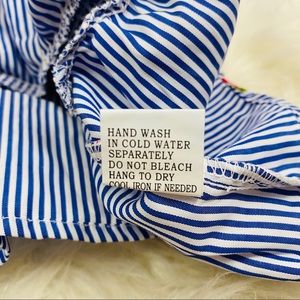 HAND WASH
IN COLD WATER
SEPARATELY
DO NOT BLEACH
HANG TO DRY
COOL IRON IF NEEDED